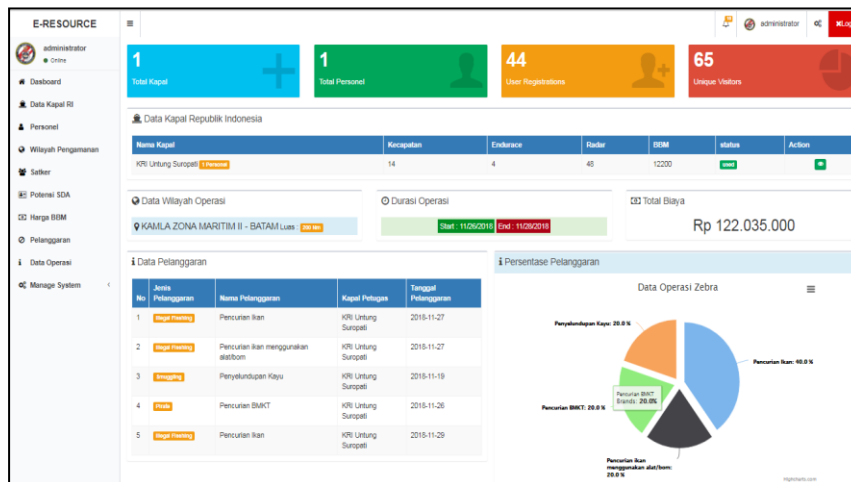 E-RESOURCE
administrator
administrator
Online
Dasboard
Data Kapal RI
Personel
Wilayah Pengamanan
Satker
Potensi SDA
Harga BBM
Pelanggaran
Data Operasi
Manage System
1
Total Kapal
1
Total Personel
44
User Registrations
65
Unique Visitors
Data Kapal Republik Indonesia
Nama Kapal Kecapatan Endurace Radar BBM status Action
KRI Untung Suropati 1 Personel 14 4 48 12200 used
Data Wilayah Operasi
KAMLA ZONA MARITIM II - BATAM Luas :
Durasi Operasi
Start : 11/26/2018 End : 11/28/2018
Total Biaya
Rp 122.035.000
Data Pelanggaran
No Jenis Pelanggaran Nama Pelanggaran Kapal Petugas Tanggal Pelanggaran
1 Illegal Fishing Pencurian Ikan KRI Untung Suropati 2018-11-27
2 Illegal Fishing Pencurian ikan menggunakan alat/bom KRI Untung Suropati 2018-11-27
3 Penyelundupan Kayu KRI Untung Suropati 2018-11-19
4 Pencurian BMKT KRI Untung Suropati 2018-11-26
5 Illegal Fishing Pencurian Ikan KRI Untung Suropati 2018-11-29
Persentase Pelanggaran
Data Operasi Zebra
Penyelundupan Kayu: 20.0 %
Pencurian Ikan: 40.0 %
Pencurian BMKT
Brands: 20.0%
Pencurian BMKT: 20.0 %
Pencurian ikan
menggunakan alat/bom:
20.0 %
Highcharts.com